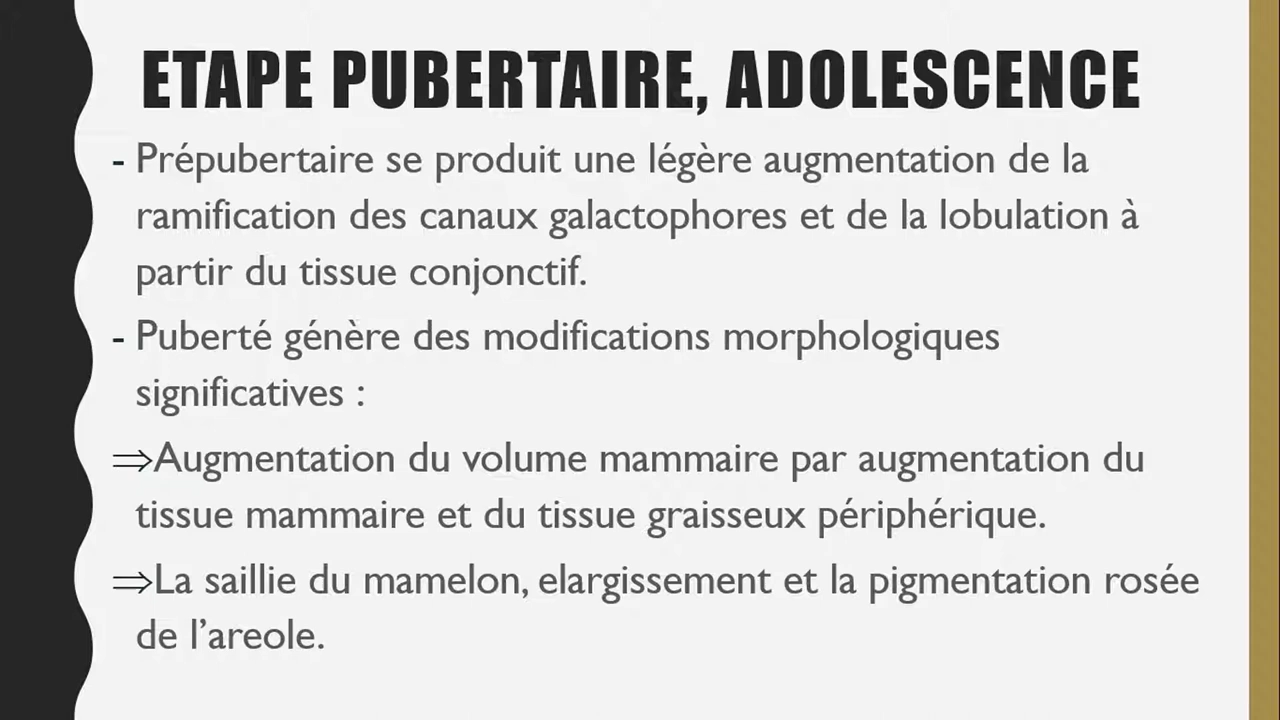 ETAPE PUBERTAIRE, ADOLESCENCE
- Prépubertaire se produit une légère augmentation de la
ramification des canaux galactophores et de la lobulation à
partir du tissue conjonctif.
- Puberté génère des modifications morphologiques
significatives :
⇒Augmentation du volume mammaire par augmentation du
tissue mammaire et du tissue graisseux périphérique.
⇒La saillie du mamelon, elargissement et la pigmentation rosée
de l’areole.